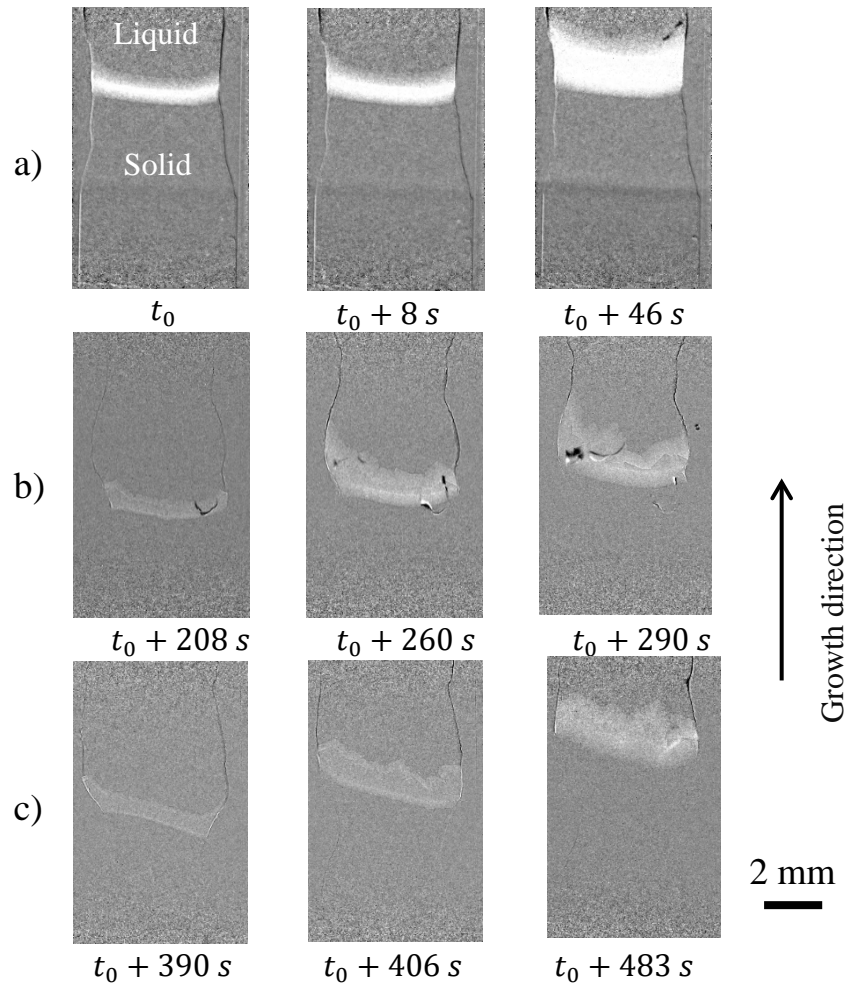 Liquid
Solid
a)
t₀
t₀ + 8 s
t₀ + 46 s
b)
t₀ + 208 s
t₀ + 260 s
t₀ + 290 s
Growth direction
c)
2 mm
t₀ + 390 s
t₀ + 406 s
t₀ + 483 s